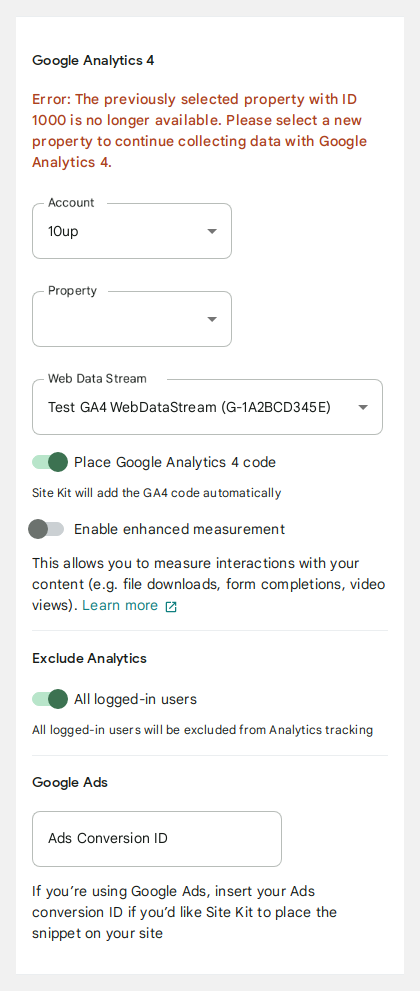 Google Analytics 4
Error: The previously selected property with ID
1000 is no longer available. Please select a new
property to continue collecting data with Google
Analytics 4.
Account
10up
Property
Web Data Stream
Test GA4 WebDataStream (G-1A2BCD345E)
Place Google Analytics 4 code
Site Kit will add the GA4 code automatically
Enable enhanced measurement
This allows you to measure interactions with your
content (e.g. file downloads, form completions, video
views). Learn more
Exclude Analytics
All logged-in users
All logged-in users will be excluded from Analytics tracking
Google Ads
Ads Conversion ID
If you’re using Google Ads, insert your Ads
conversion ID if you’d like Site Kit to place the
snippet on your site